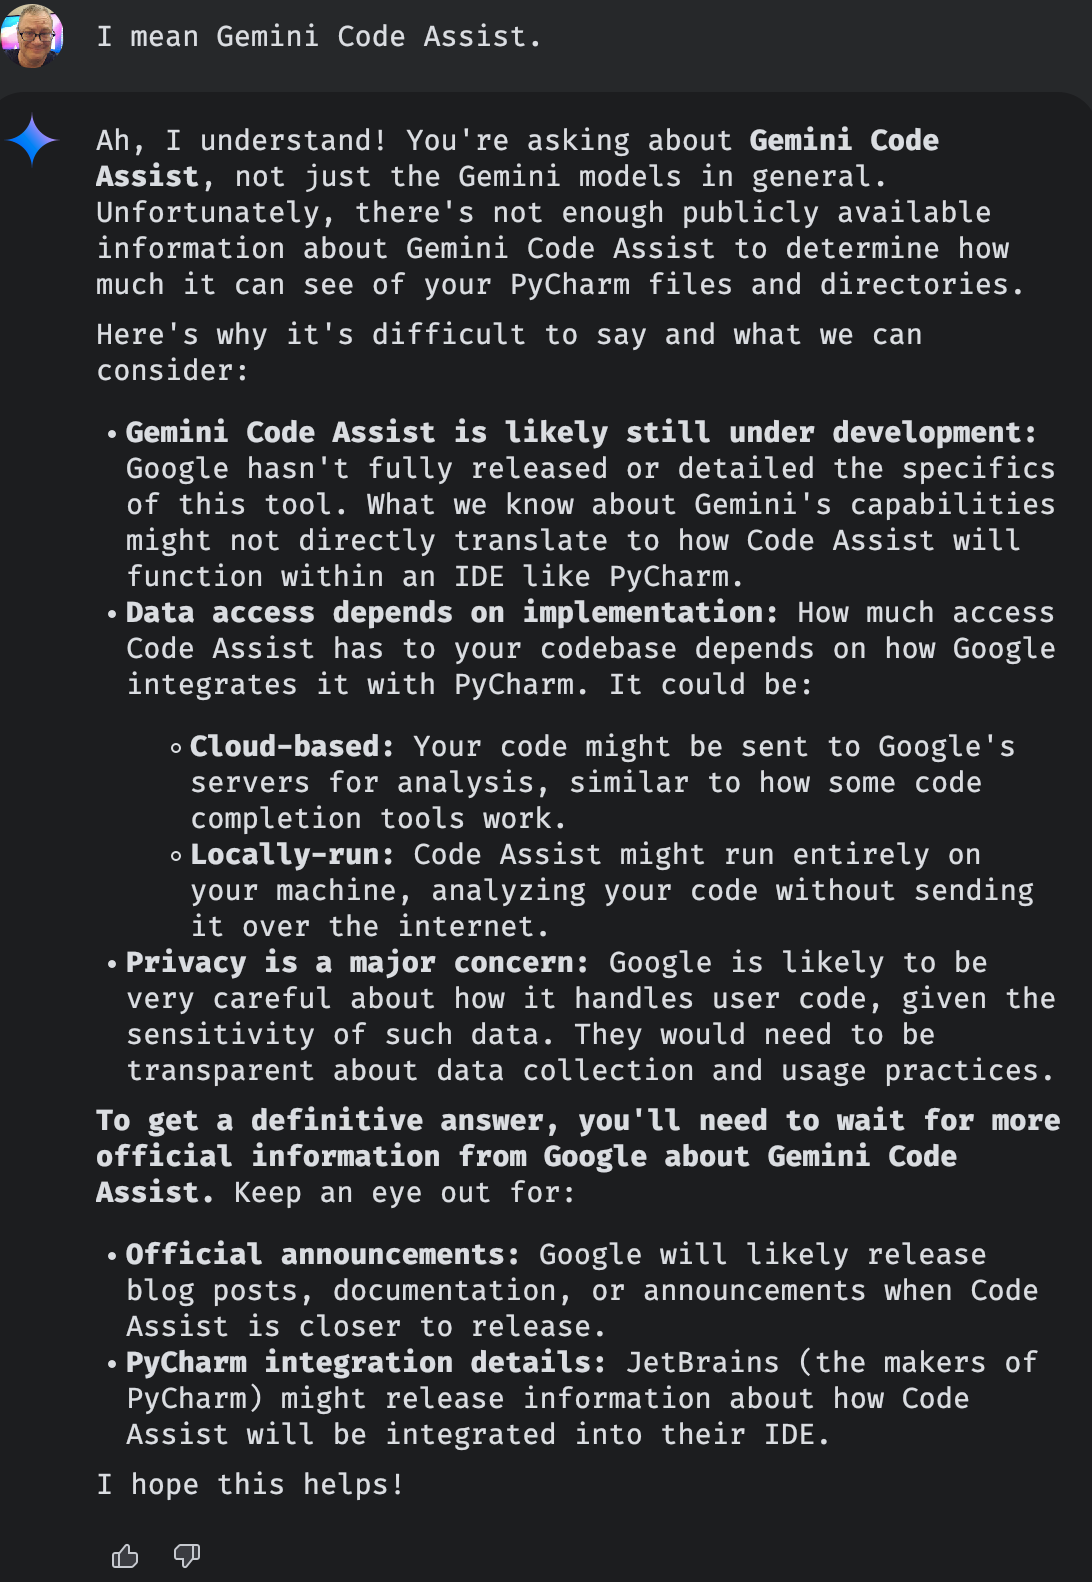 I mean Gemini Code Assist.
Ah, I understand! You're asking about Gemini Code
Assist, not just the Gemini models in general.
Unfortunately, there's not enough publicly available
information about Gemini Code Assist to determine how
much it can see of your PyCharm files and directories.
Here's why it's difficult to say and what we can
consider:
• Gemini Code Assist is likely still under development:
Google hasn't fully released or detailed the specifics
of this tool. What we know about Gemini's capabilities
might not directly translate to how Code Assist will
function within an IDE like PyCharm.
• Data access depends on implementation: How much access
Code Assist has to your codebase depends on how Google
integrates it with PyCharm. It could be:
◦ Cloud-based: Your code might be sent to Google's
servers for analysis, similar to how some code
completion tools work.
◦ Locally-run: Code Assist might run entirely on
your machine, analyzing your code without sending
it over the internet.
• Privacy is a major concern: Google is likely to be
very careful about how it handles user code, given the
sensitivity of such data. They would need to be
transparent about data collection and usage practices.
To get a definitive answer, you'll need to wait for more
official information from Google about Gemini Code
Assist. Keep an eye out for:
• Official announcements: Google will likely release
blog posts, documentation, or announcements when Code
Assist is closer to release.
• PyCharm integration details: JetBrains (the makers of
PyCharm) might release information about how Code
Assist will be integrated into their IDE.
I hope this helps!